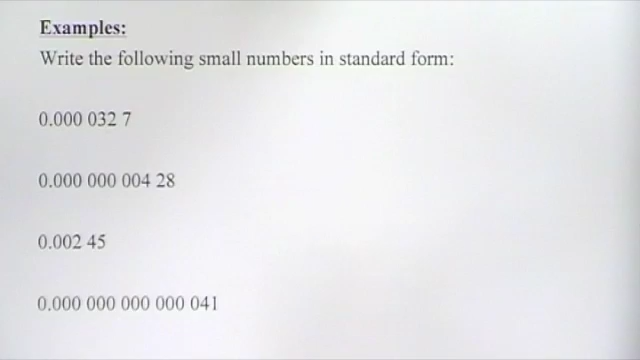 Examples:
Write the following small numbers in standard form:
0.000 032 7
0.000 000 004 28
0.002 45
0.000 000 000 000 041